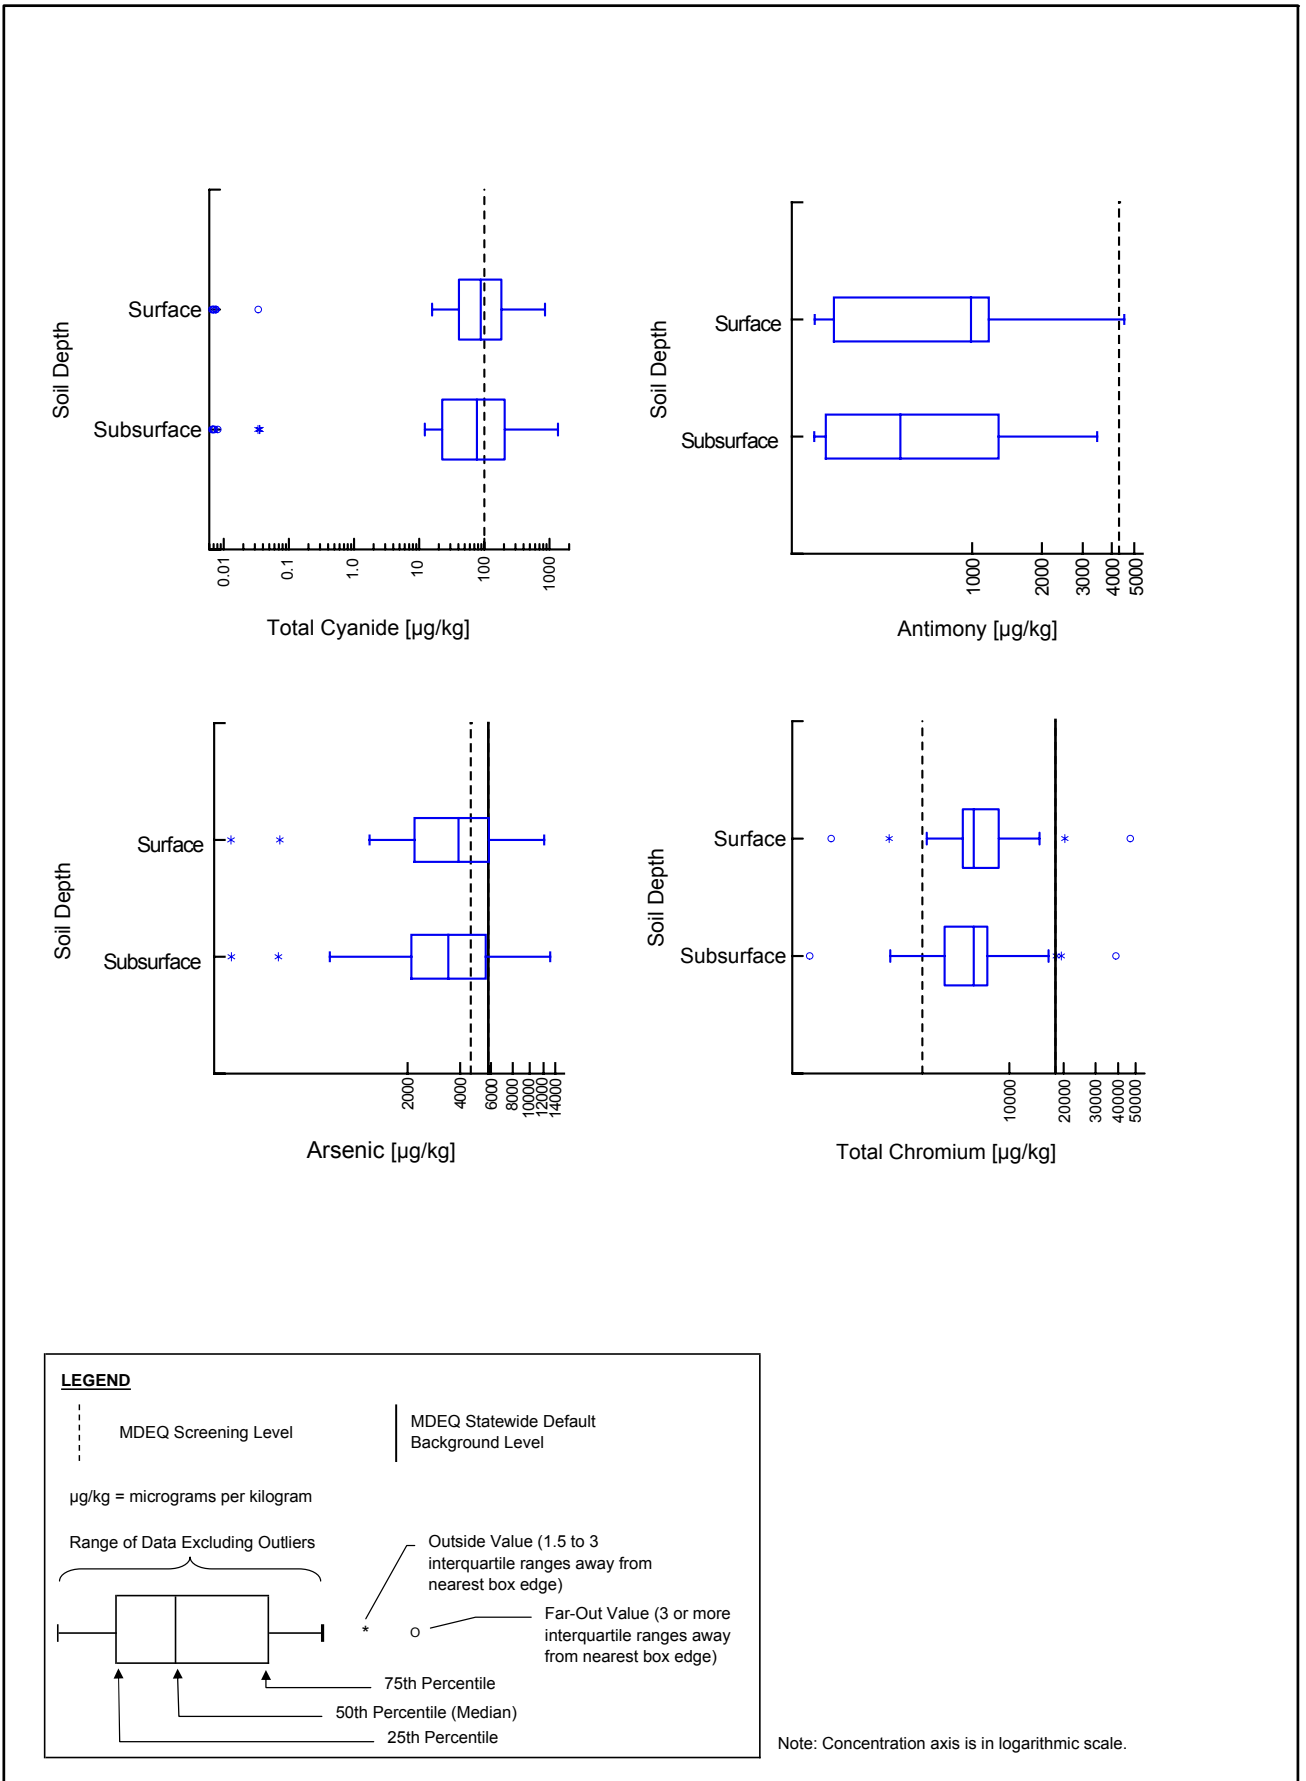 Soil Depth
Surface
Subsurface
0.01
0.1
1.0
10
100
1000
Total Cyanide [µg/kg]
Soil Depth
Surface
Subsurface
1000
2000
3000
4000
5000
Antimony [µg/kg]
Soil Depth
Surface
Subsurface
2000
4000
6000
8000
10000
12000
14000
Arsenic [µg/kg]
Soil Depth
Surface
Subsurface
10000
20000
30000
40000
50000
Total Chromium [µg/kg]
LEGEND
MDEQ Screening Level
MDEQ Statewide Default
Background Level
µg/kg = micrograms per kilogram
Range of Data Excluding Outliers
Outside Value (1.5 to 3
interquartile ranges away from
nearest box edge)
Far-Out Value (3 or more
interquartile ranges away
from nearest box edge)
75th Percentile
50th Percentile (Median)
25th Percentile
Note: Concentration axis is in logarithmic scale.